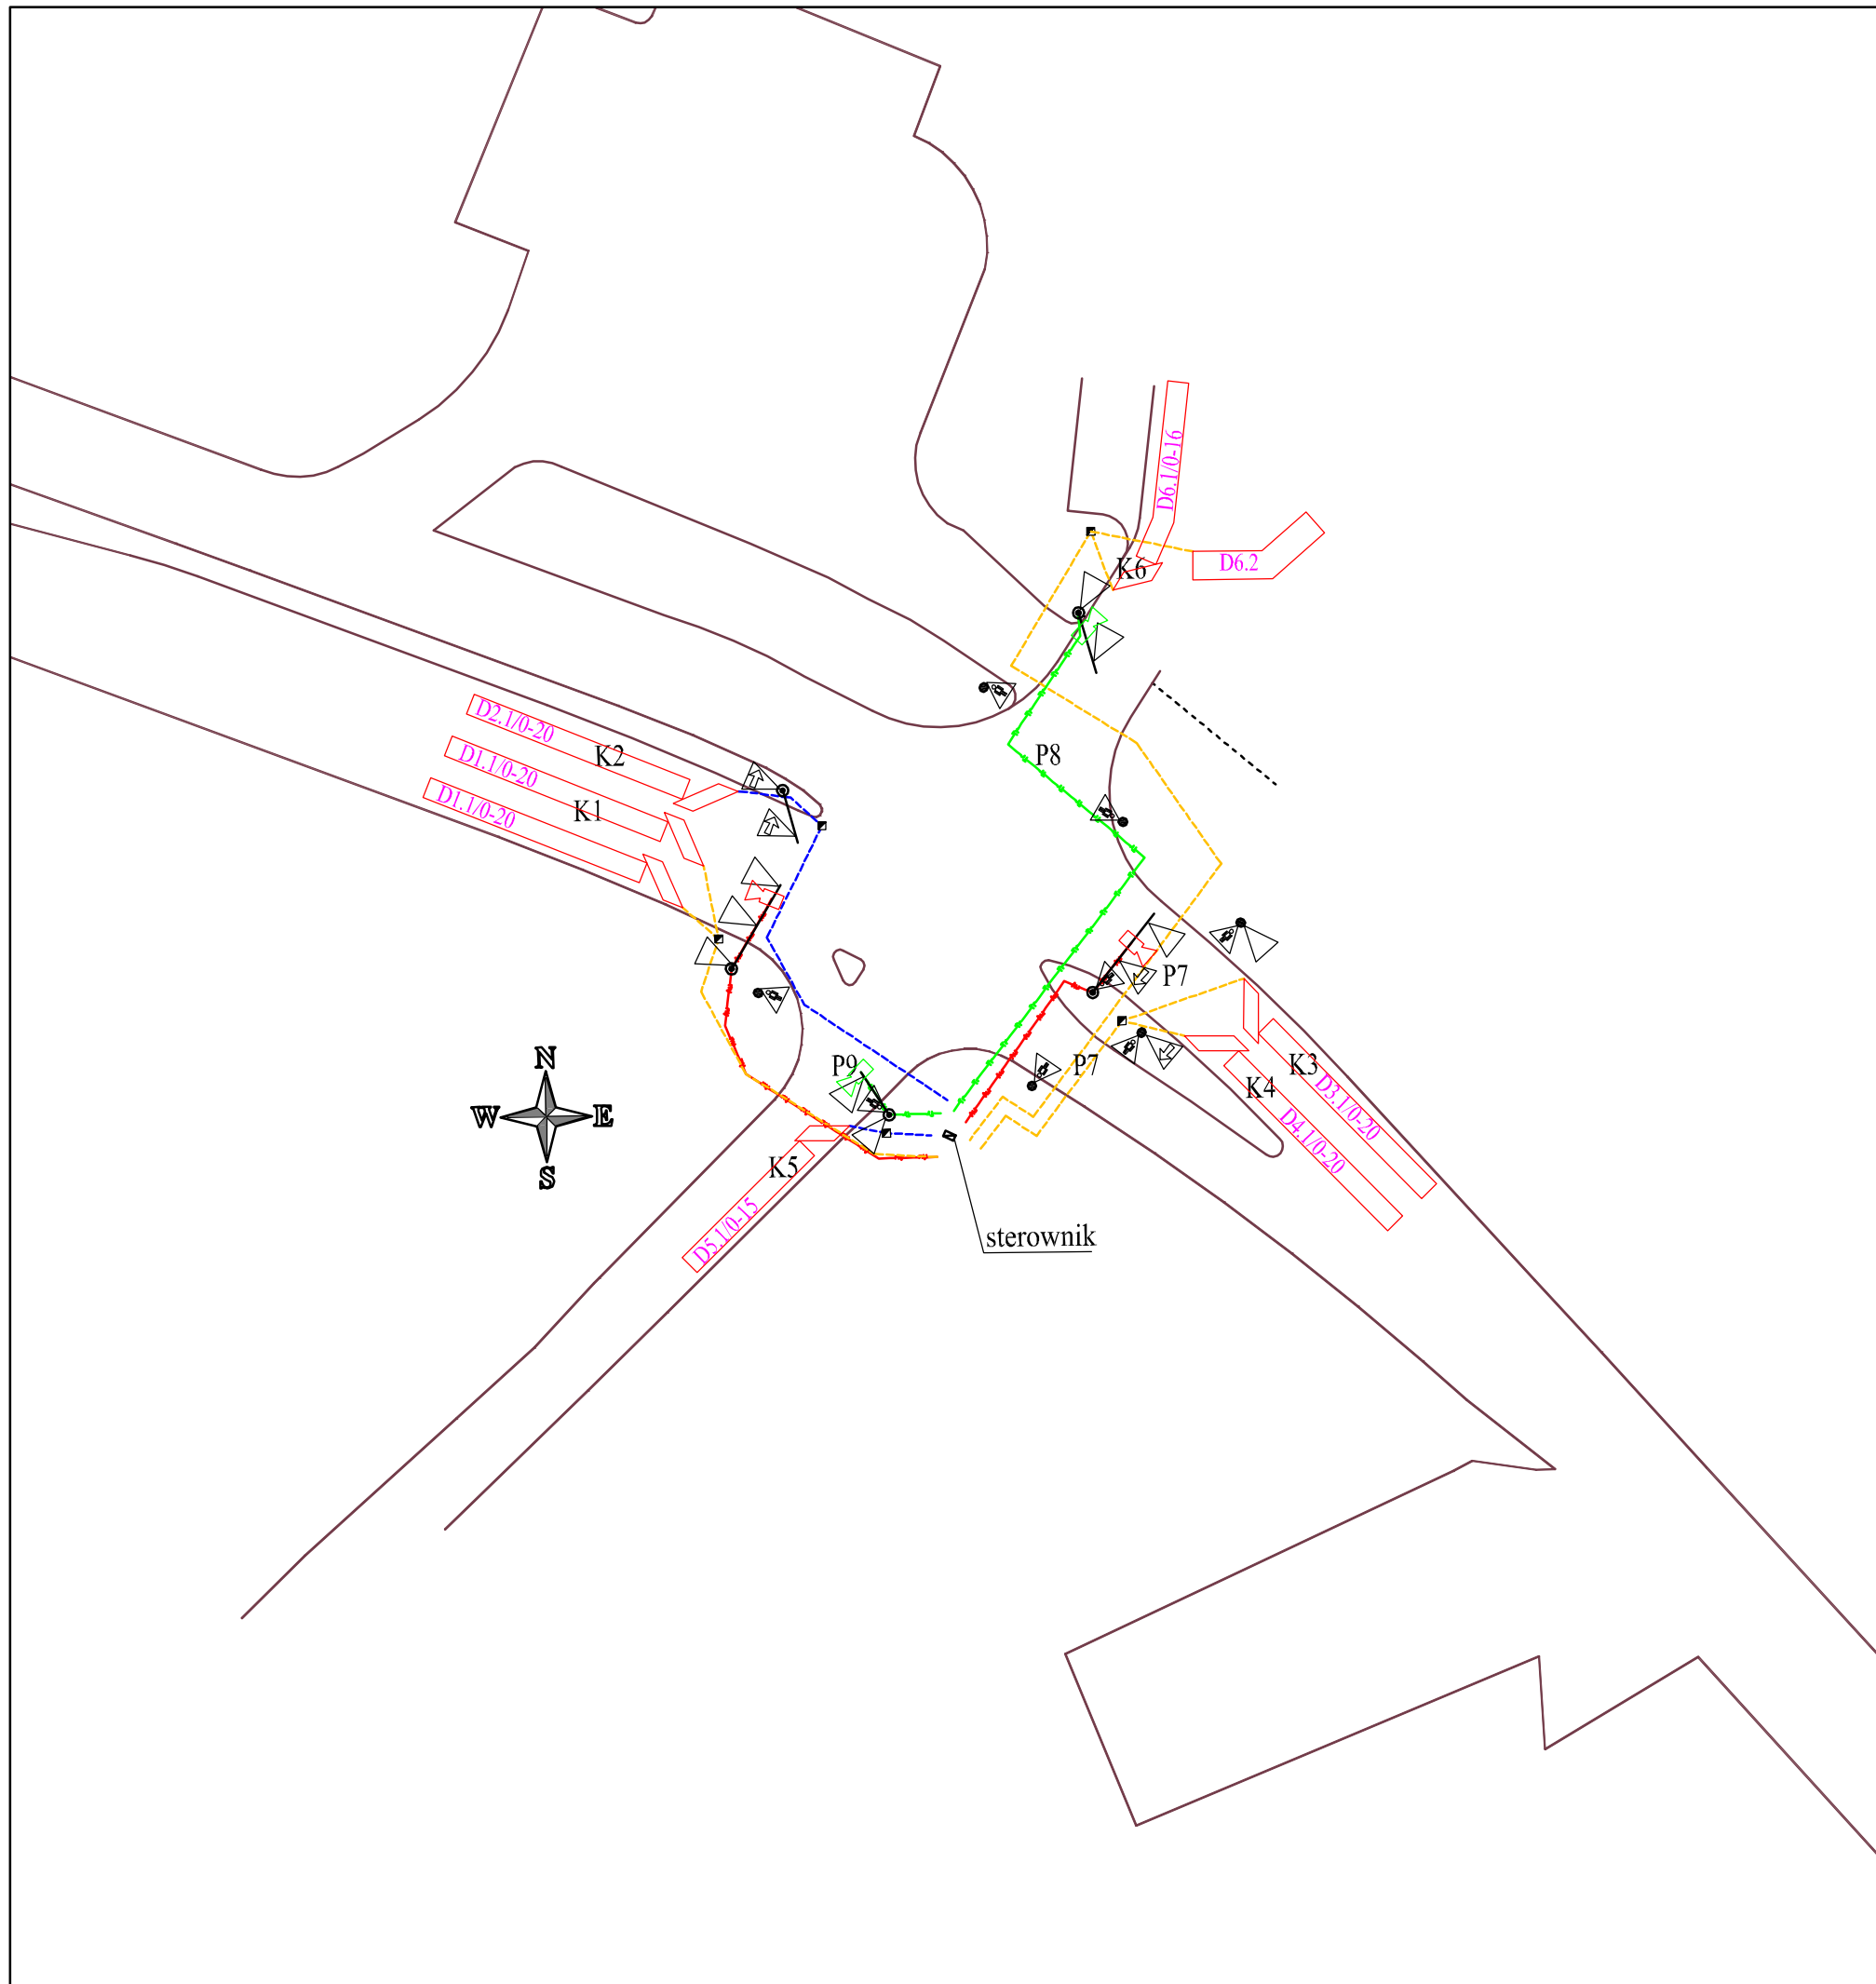 D6.1/0-16
K6
D6.2
D2.1/0-20
K2
P8
D1.1/0-20
K1
D1.1/0-20
P7
N
W
E
S
P9
P7
K3
D3.1/0-20
K4
D4.1/0-20
K5
D5.1/0-15
sterownik